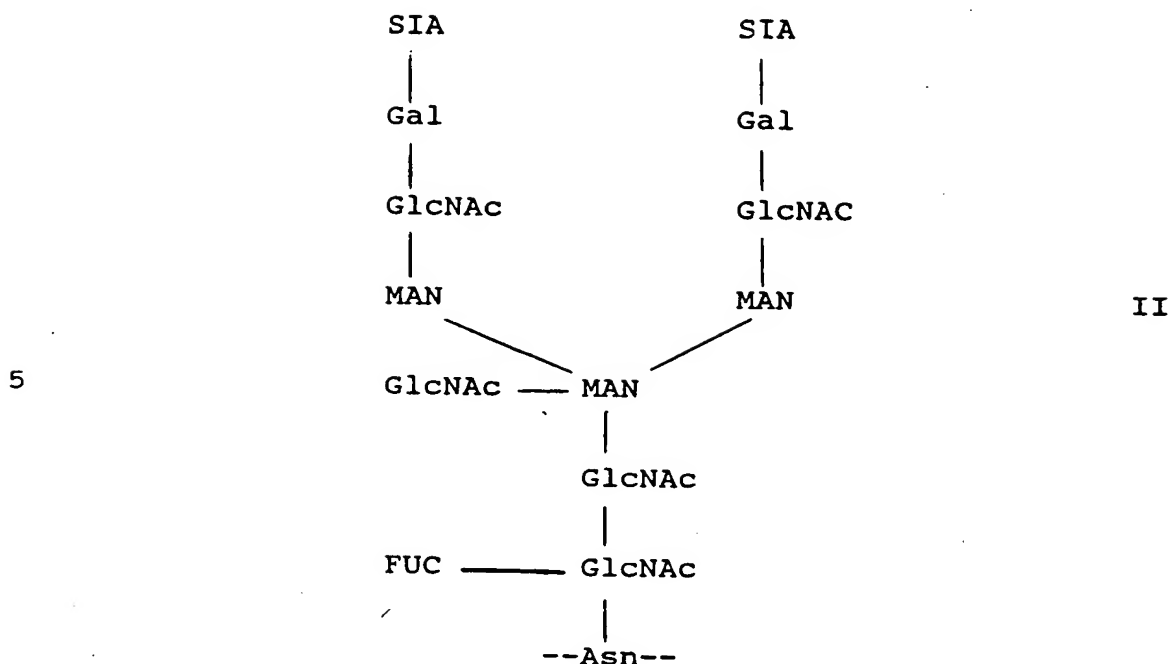 SIA SIA
Gal Gal
GlcNAc GlcNAC
MAN MAN
II
5
GlcNAc MAN
GlcNAc
FUC GlcNAc
--Asn--